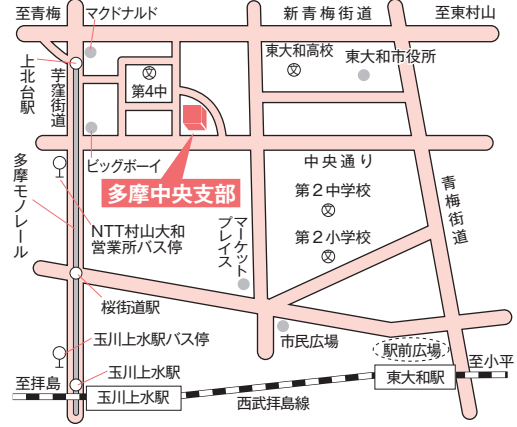 至青梅
マクドナルド
新青梅街道
至東村山
上北台駅
芋窪街道
第4中
東大和高校
東大和市役所
ビッグボーイ
多摩中央支部
中央通り
多摩モノレール
NTT村山大和
営業所バス停
マーケット
プレイス
第2中学校
第2小学校
青梅街道
桜街道駅
市民広場
玉川上水駅バス停
駅前広場
至拝島
玉川上水駅
玉川上水駅
西武拝島線
東大和駅
至小平
文
文
文
文